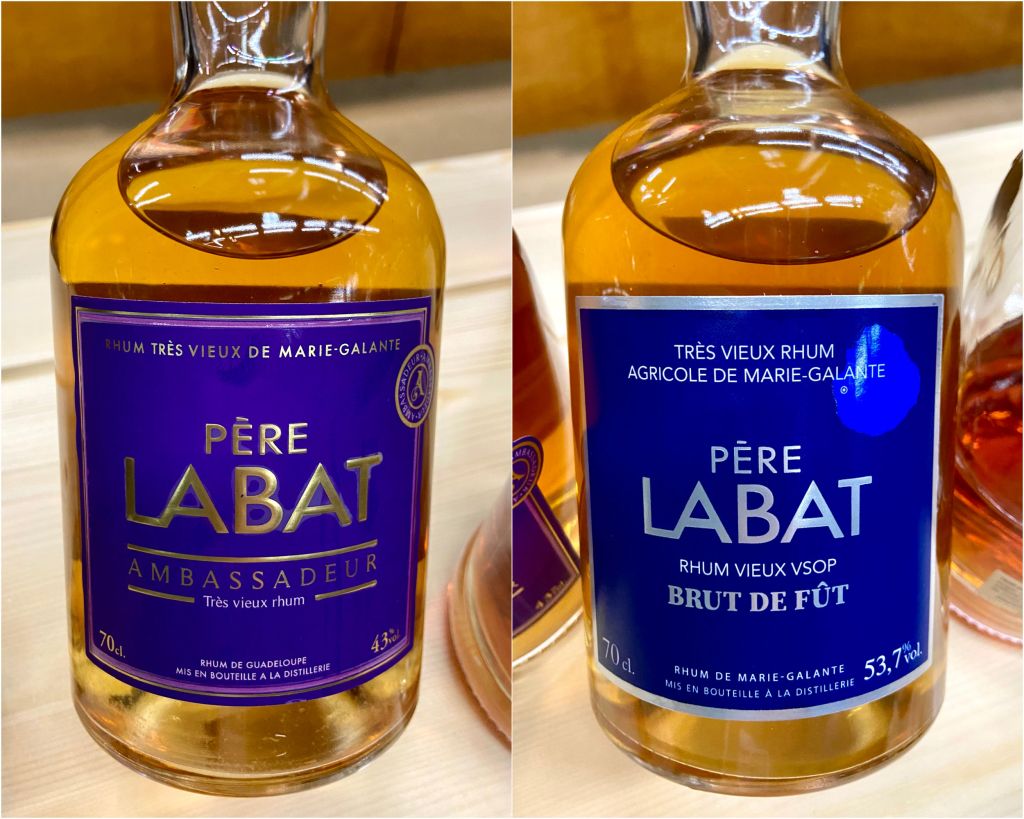 RHUM TRÈS VIEUX DE MARIE-GALANTE
AMBASSADEUR
PÈRE
LABAT
AMBASSADEUR
Très vieux rhum
70cl.
43%vol.
RHUM DE GUADELOUPE
MIS EN BOUTEILLE A LA DISTILLERIE
TRÈS VIEUX RHUM
AGRICOLE DE MARIE-GALANTE
PÈRE
LABAT
RHUM VIEUX VSOP
BRUT DE FÛT
70 cl.
53,7%vol.
RHUM DE MARIE-GALANTE
MIS EN BOUTEILLE À LA DISTILLERIE